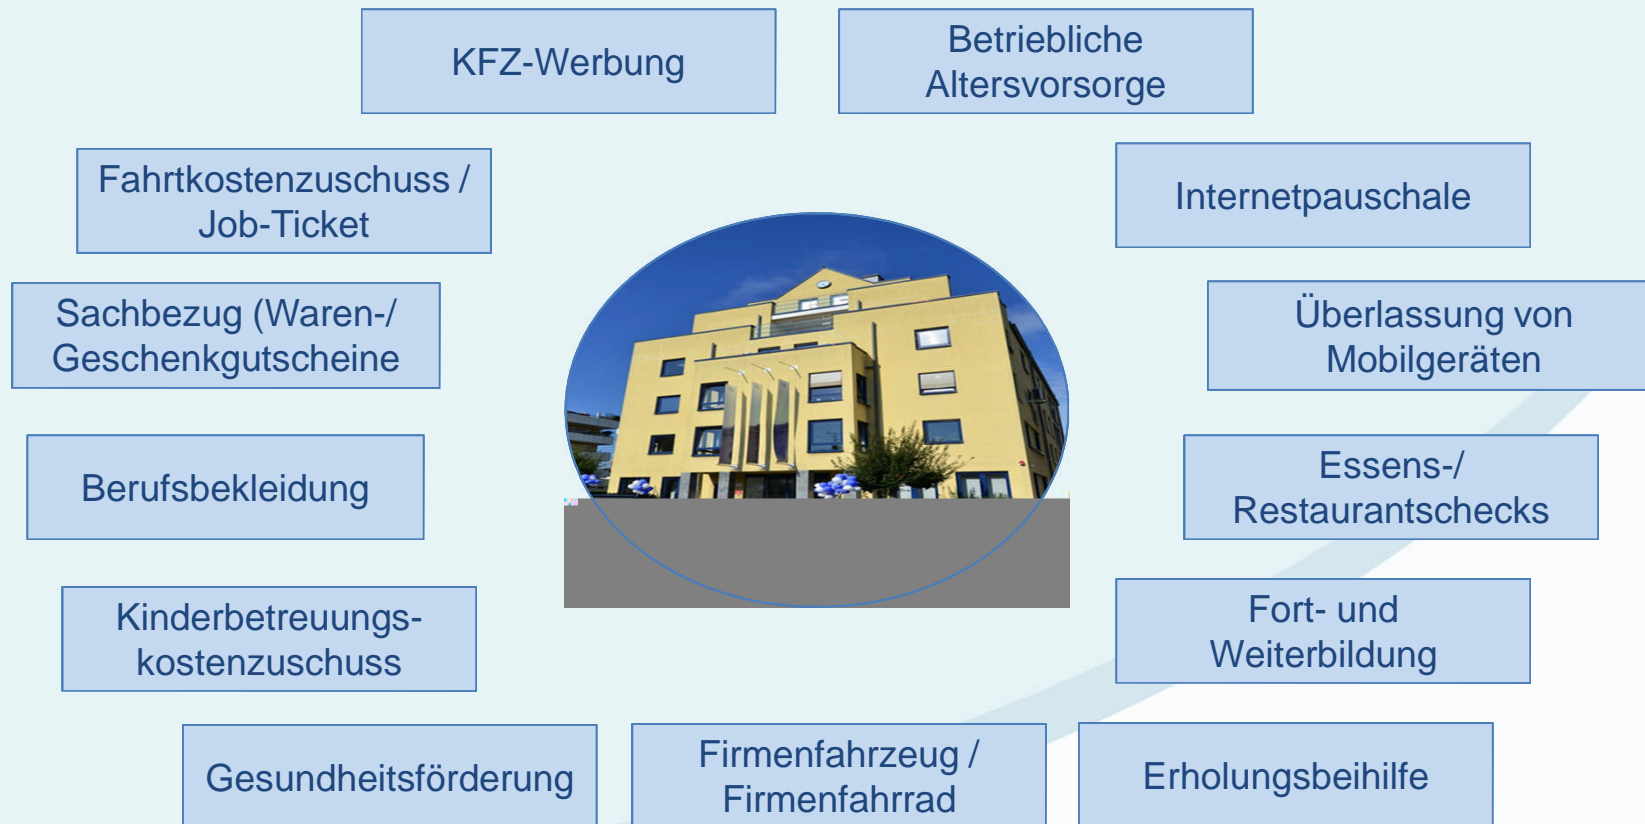 KFZ-Werbung
Betriebliche
Altersvorsorge
Fahrtkostenzuschuss /
Job-Ticket
Internetpauschale
Sachbezug (Waren-/
Geschenkgutscheine
Überlassung von
Mobilgeräten
Berufsbekleidung
Essens-/
Restaurantschecks
Kinderbetreuungs-
kostenzuschuss
Fort- und
Weiterbildung
Gesundheitsförderung
Firmenfahrzeug /
Firmenfahrrad
Erholungsbeihilfe